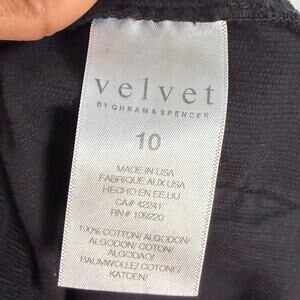 velvet
BY GHRAM & SPENCER
10
MADE IN USA
FABRIQUE AUX USA
HECHO EN EE.UU
CA# 42241
RN# 109220
100% COTTON/ ALGODON/
ALGODON/ COTON/
ALGODAO/
BAUMWOLLE/ COTONE/
KATOEN/